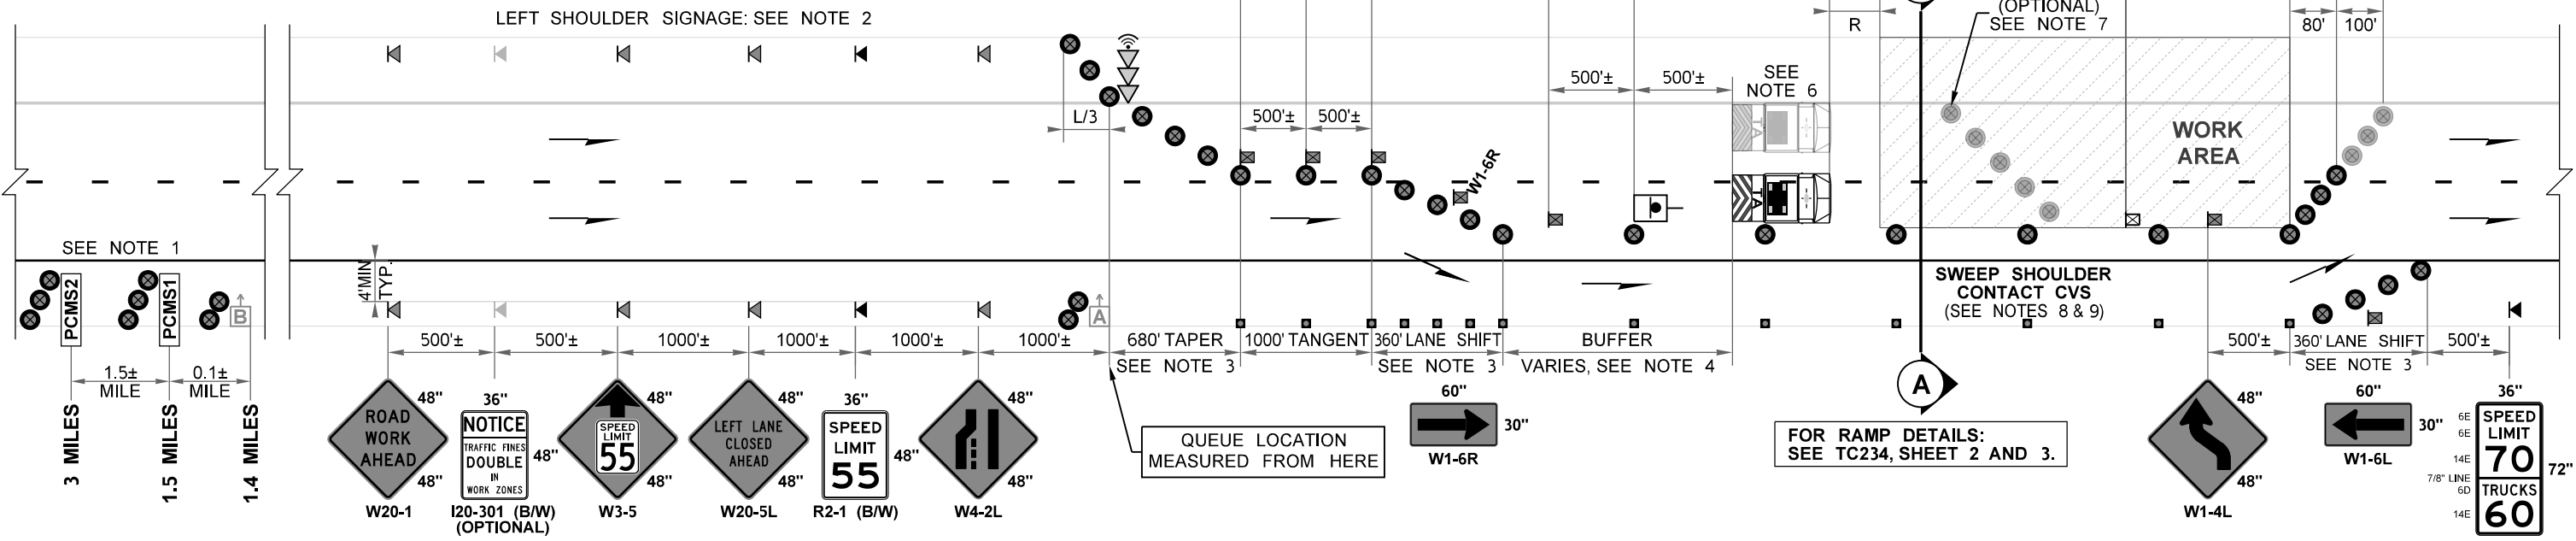 LEFT SHOULDER SIGNAGE: SEE NOTE 2
R
(OPTIONAL)
SEE NOTE 7
80'
100'
L/3
500'±
500'±
500'±
500'±
SEE
NOTE 6
TA
TA
WORK
AREA
W1-6R
SEE NOTE 1
PCMS2
PCMS1
B
4'MIN
TYP.
A
SWEEP SHOULDER
CONTACT CVS
(SEE NOTES 8 & 9)
1.5±
MILE
0.1±
MILE
3 MILES
1.5 MILES
1.4 MILES
500'±
500'±
1000'±
1000'±
1000'±
1000'±
680' TAPER
SEE NOTE 3
1000' TANGENT
360' LANE SHIFT
SEE NOTE 3
BUFFER
VARIES, SEE NOTE 4
500'±
360' LANE SHIFT
SEE NOTE 3
500'±
ROAD
WORK
AHEAD
48"
48"
W20-1
36"
NOTICE
TRAFFIC FINES
DOUBLE
IN
WORK ZONES
48"
I20-301 (B/W)
(OPTIONAL)
SPEED
LIMIT
55
48"
48"
W3-5
LEFT LANE
CLOSED
AHEAD
48"
48"
W20-5L
36"
SPEED
LIMIT
55
48"
R2-1 (B/W)
48"
48"
W4-2L
QUEUE LOCATION
MEASURED FROM HERE
60"
30"
W1-6R
A
FOR RAMP DETAILS:
SEE TC234, SHEET 2 AND 3.
48"
48"
W1-4L
60"
30"
W1-6L
36"
6E
6E
14E
7/8" LINE
6D
14E
SPEED
LIMIT
70
TRUCKS
60
72"